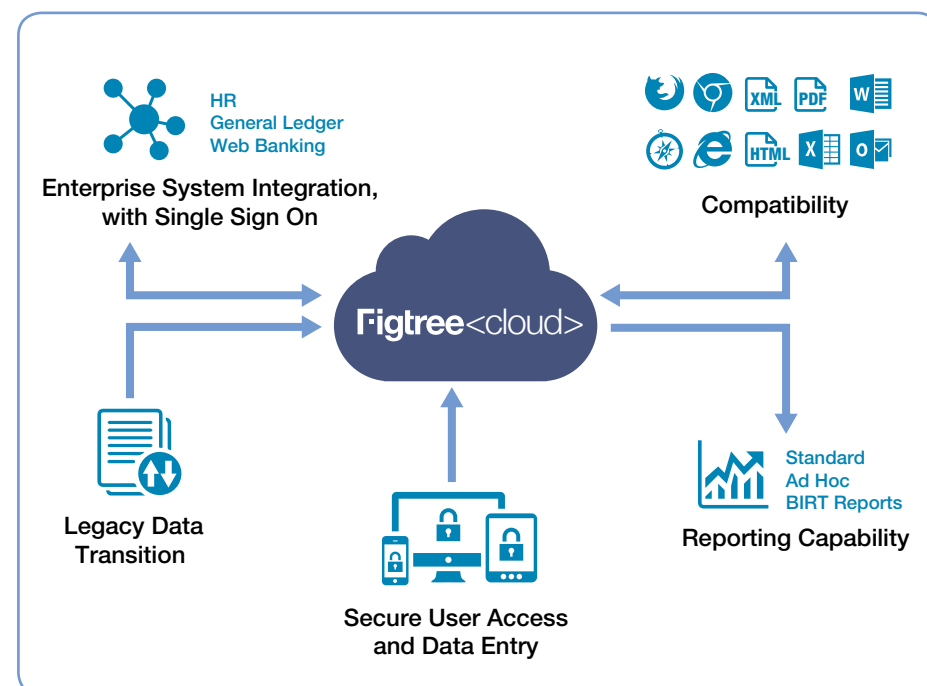 HR
General Ledger
Web Banking
Enterprise System Integration,
with Single Sign On
XML
PDF
W
HTML
X
O
Compatibility
Figtree<cloud>
Legacy Data
Transition
Secure User Access
and Data Entry
Standard
Ad Hoc
BIRT Reports
Reporting Capability